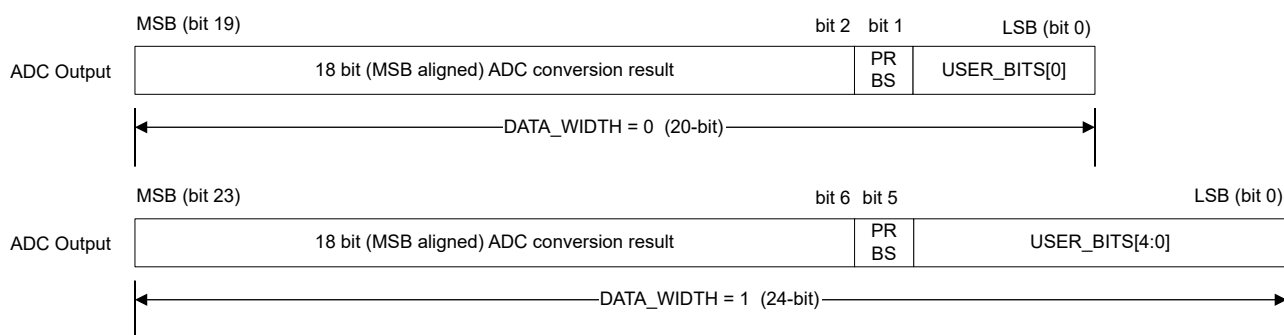 MSB (bit 19) bit 2 bit 1 LSB (bit 0)
ADC Output 18 bit (MSB aligned) ADC conversion result PR BS USER_BITS[0]
DATA_WIDTH = 0 (20-bit)
MSB (bit 23) bit 6 bit 5 LSB (bit 0)
ADC Output 18 bit (MSB aligned) ADC conversion result PR BS USER_BITS[4:0]
DATA_WIDTH = 1 (24-bit)